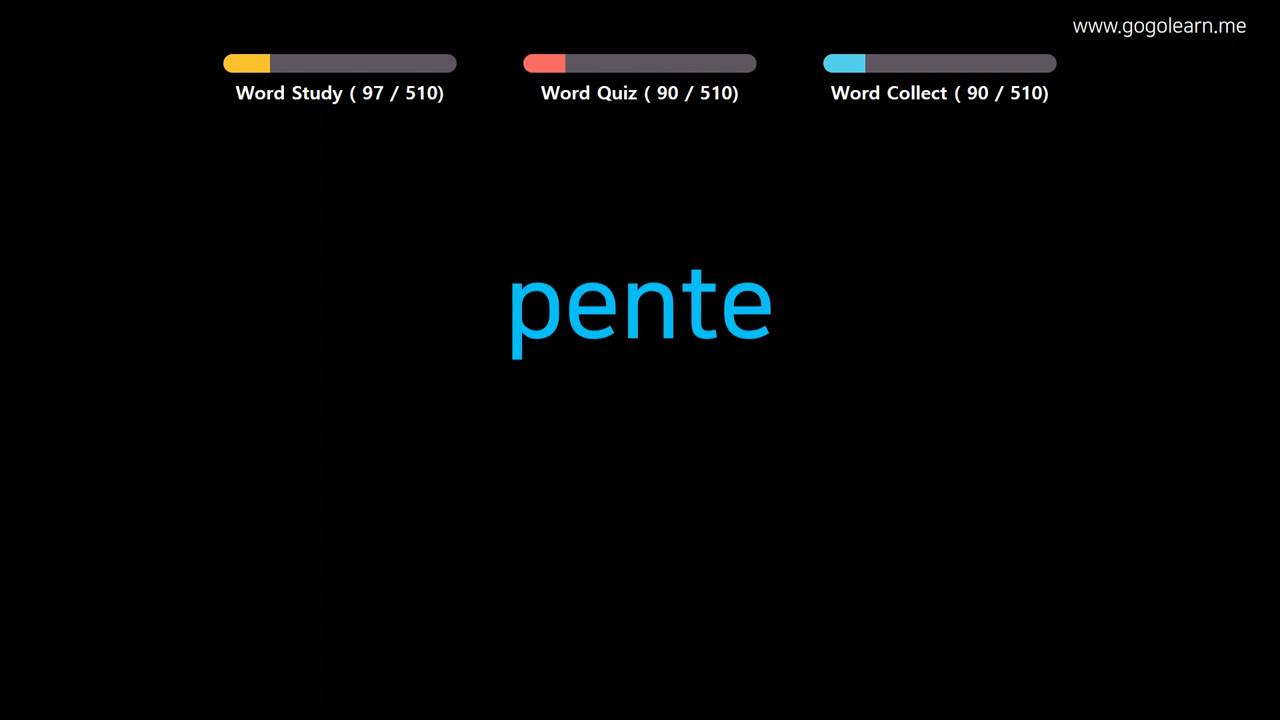 www.gogolearn.me
Word Study ( 97 / 510)
Word Quiz ( 90 / 510)
Word Collect ( 90 / 510)
pente